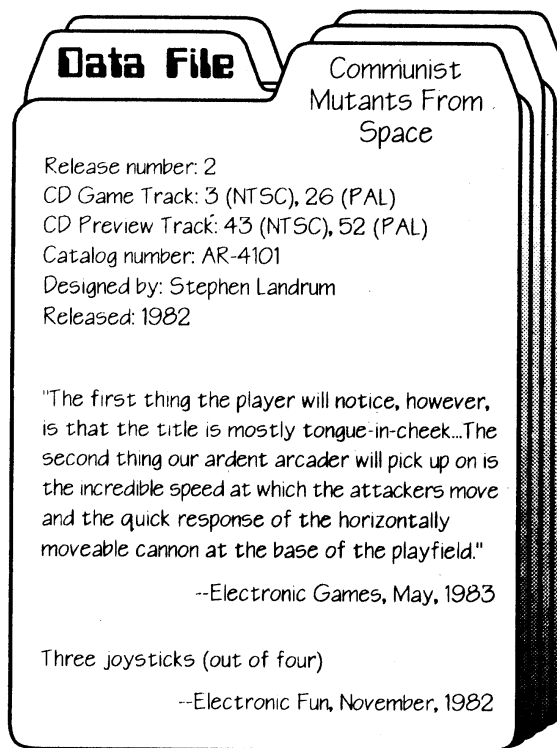 Data File
Communist
Mutants From
Space
Release number: 2
CD Game Track: 3 (NTSC), 26 (PAL)
CD Preview Track: 43 (NTSC), 52 (PAL)
Catalog number: AR-4101
Designed by: Stephen Landrum
Released: 1982
"The first thing the player will notice, however,
is that the title is mostly tongue-in-cheek...The
second thing our ardent arcader will pick up on is
the incredible speed at which the attackers move
and the quick response of the horizontally
moveable cannon at the base of the playfield."
--Electronic Games, May, 1983
Three joysticks (out of four)
--Electronic Fun, November, 1982